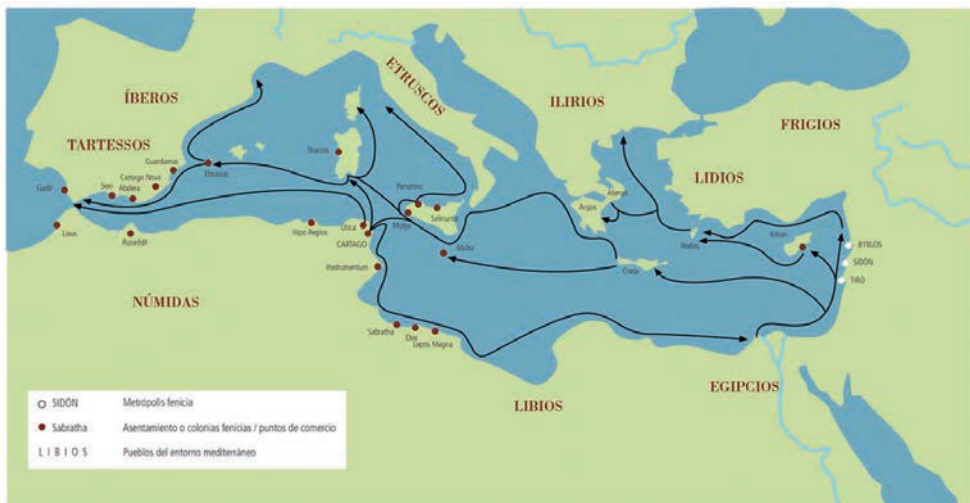 ÍBEROS
ETRUSCOS
ILIRIOS
FRIGIOS
TARTESSOS
LIDIOS
Guardamar
Cartago Nova
Sexi
Abdera
Gadir
Ebussus
Tharros
Panormo
Motya
Selinunte
Atenas
Argos
Rodas
Kition
BYBLOS
SIDÓN
TIRO
Lixus
Rusaddir
Hipo Regios
Útica
CARTAGO
Malta
Creta
Hadrumentum
NÚMIDAS
Sabratha
Oea
Leptis Magna
EGIPCIOS
LIBIOS
SIDÓN Metrópolis fenicia
Sabratha Asentamiento o colonias fenicias / puntos de comercio
LIBIOS Pueblos del entorno mediterráneo